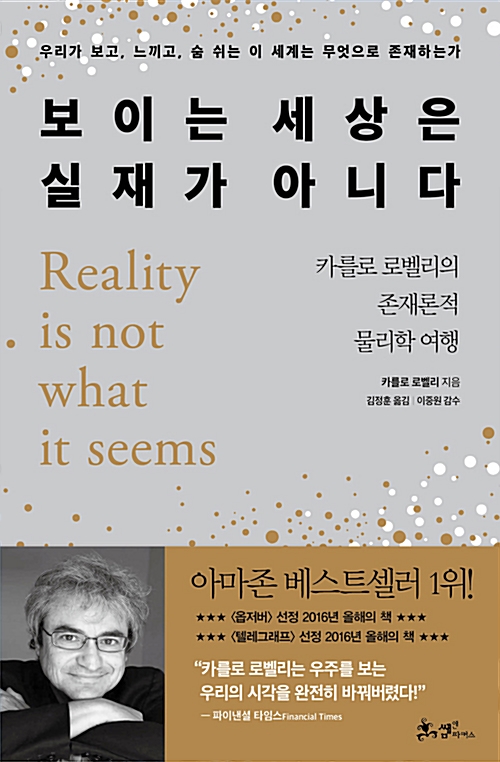 우리가 보고, 느끼고, 숨 쉬는 이 세계는 무엇으로 존재하는가
보이는 세상은
실재가 아니다
Reality
is not
what
it seems
카를로 로벨리의
존재론적
물리학 여행
카를로 로벨리 지음
김정훈 옮김 | 이중원 감수
아마존 베스트셀러 1위!
★★★ 〈옵저버〉 선정 2016년 올해의 책 ★★★
★★★ 〈텔레그래프〉 선정 2016년 올해의 책 ★★★
“카를로 로벨리는 우주를 보는
우리의 시각을 완전히 바꿔버렸다!”
— 파이낸셜 타임스Financial Times
쌤앤파커스